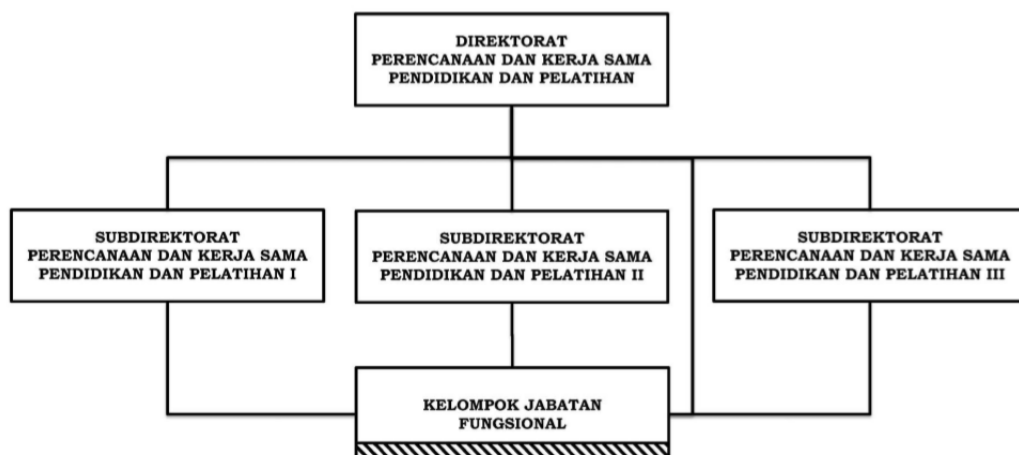 DIREKTORAT
PERENCANAAN DAN KERJA SAMA
PENDIDIKAN DAN PELATIHAN
SUBDIREKTORAT
PERENCANAAN DAN KERJA SAMA
PENDIDIKAN DAN PELATIHAN I
SUBDIREKTORAT
PERENCANAAN DAN KERJA SAMA
PENDIDIKAN DAN PELATIHAN II
SUBDIREKTORAT
PERENCANAAN DAN KERJA SAMA
PENDIDIKAN DAN PELATIHAN III
KELOMPOK JABATAN
FUNGSIONAL